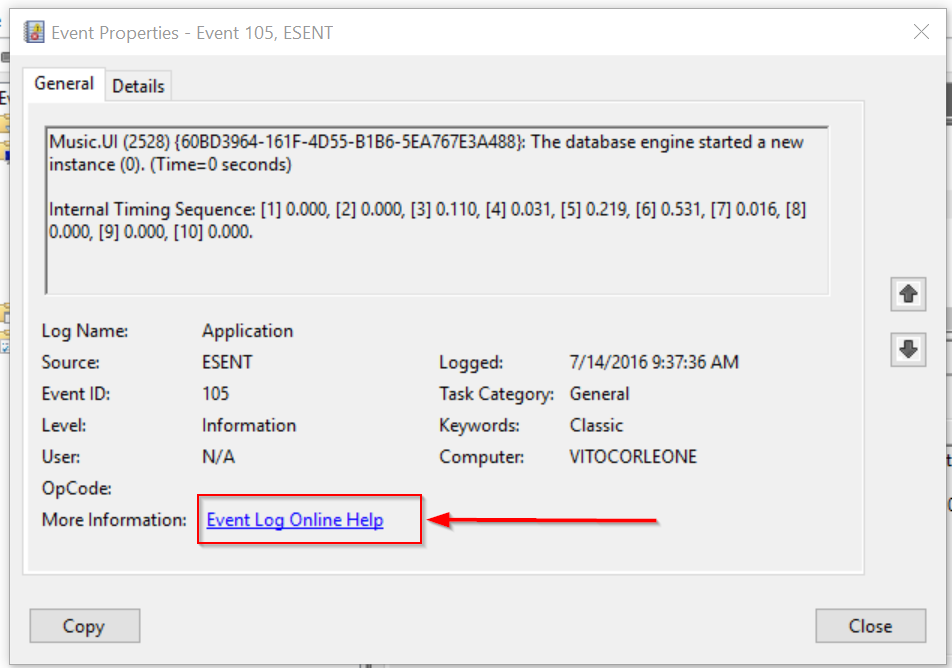 Event Properties - Event 105, ESENT
General
Details
Music.UI (2528) {60BD3964-161F-4D55-B1B6-5EA767E3A488}: The database engine started a new
instance (0). (Time=0 seconds)
Internal Timing Sequence: [1] 0.000, [2] 0.000, [3] 0.110, [4] 0.031, [5] 0.219, [6] 0.531, [7] 0.016, [8]
0.000, [9] 0.000, [10] 0.000.
Log Name: Application
Source: ESENT Logged: 7/14/2016 9:37:36 AM
Event ID: 105 Task Category: General
Level: Information Keywords: Classic
User: N/A Computer: VITOCORLEONE
OpCode:
More Information: Event Log Online Help
Copy
Close